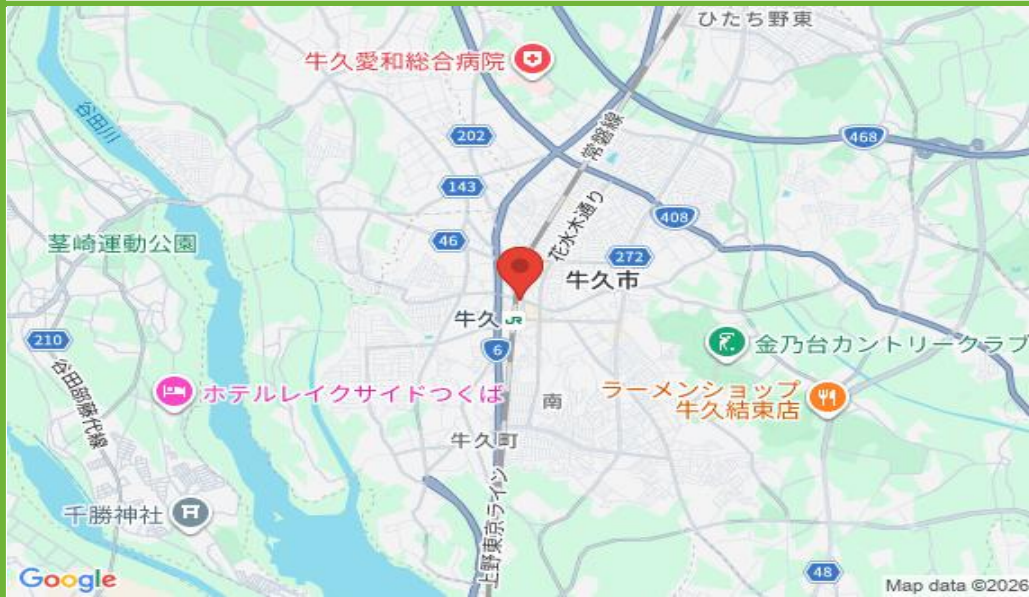 ひたち野東
牛久愛和総合病院
谷田川
202
常磐線
468
143
花水木通り
408
茎崎運動公園
46
272
牛久市
牛久
JR
6
210
金乃台カントリークラブ
谷田部藤代線
ホテルレイクサイドつくば
ラーメンショップ
牛久結束店
南
牛久町
千勝神社
上野東京ライン
48
Google
Map data ©2026